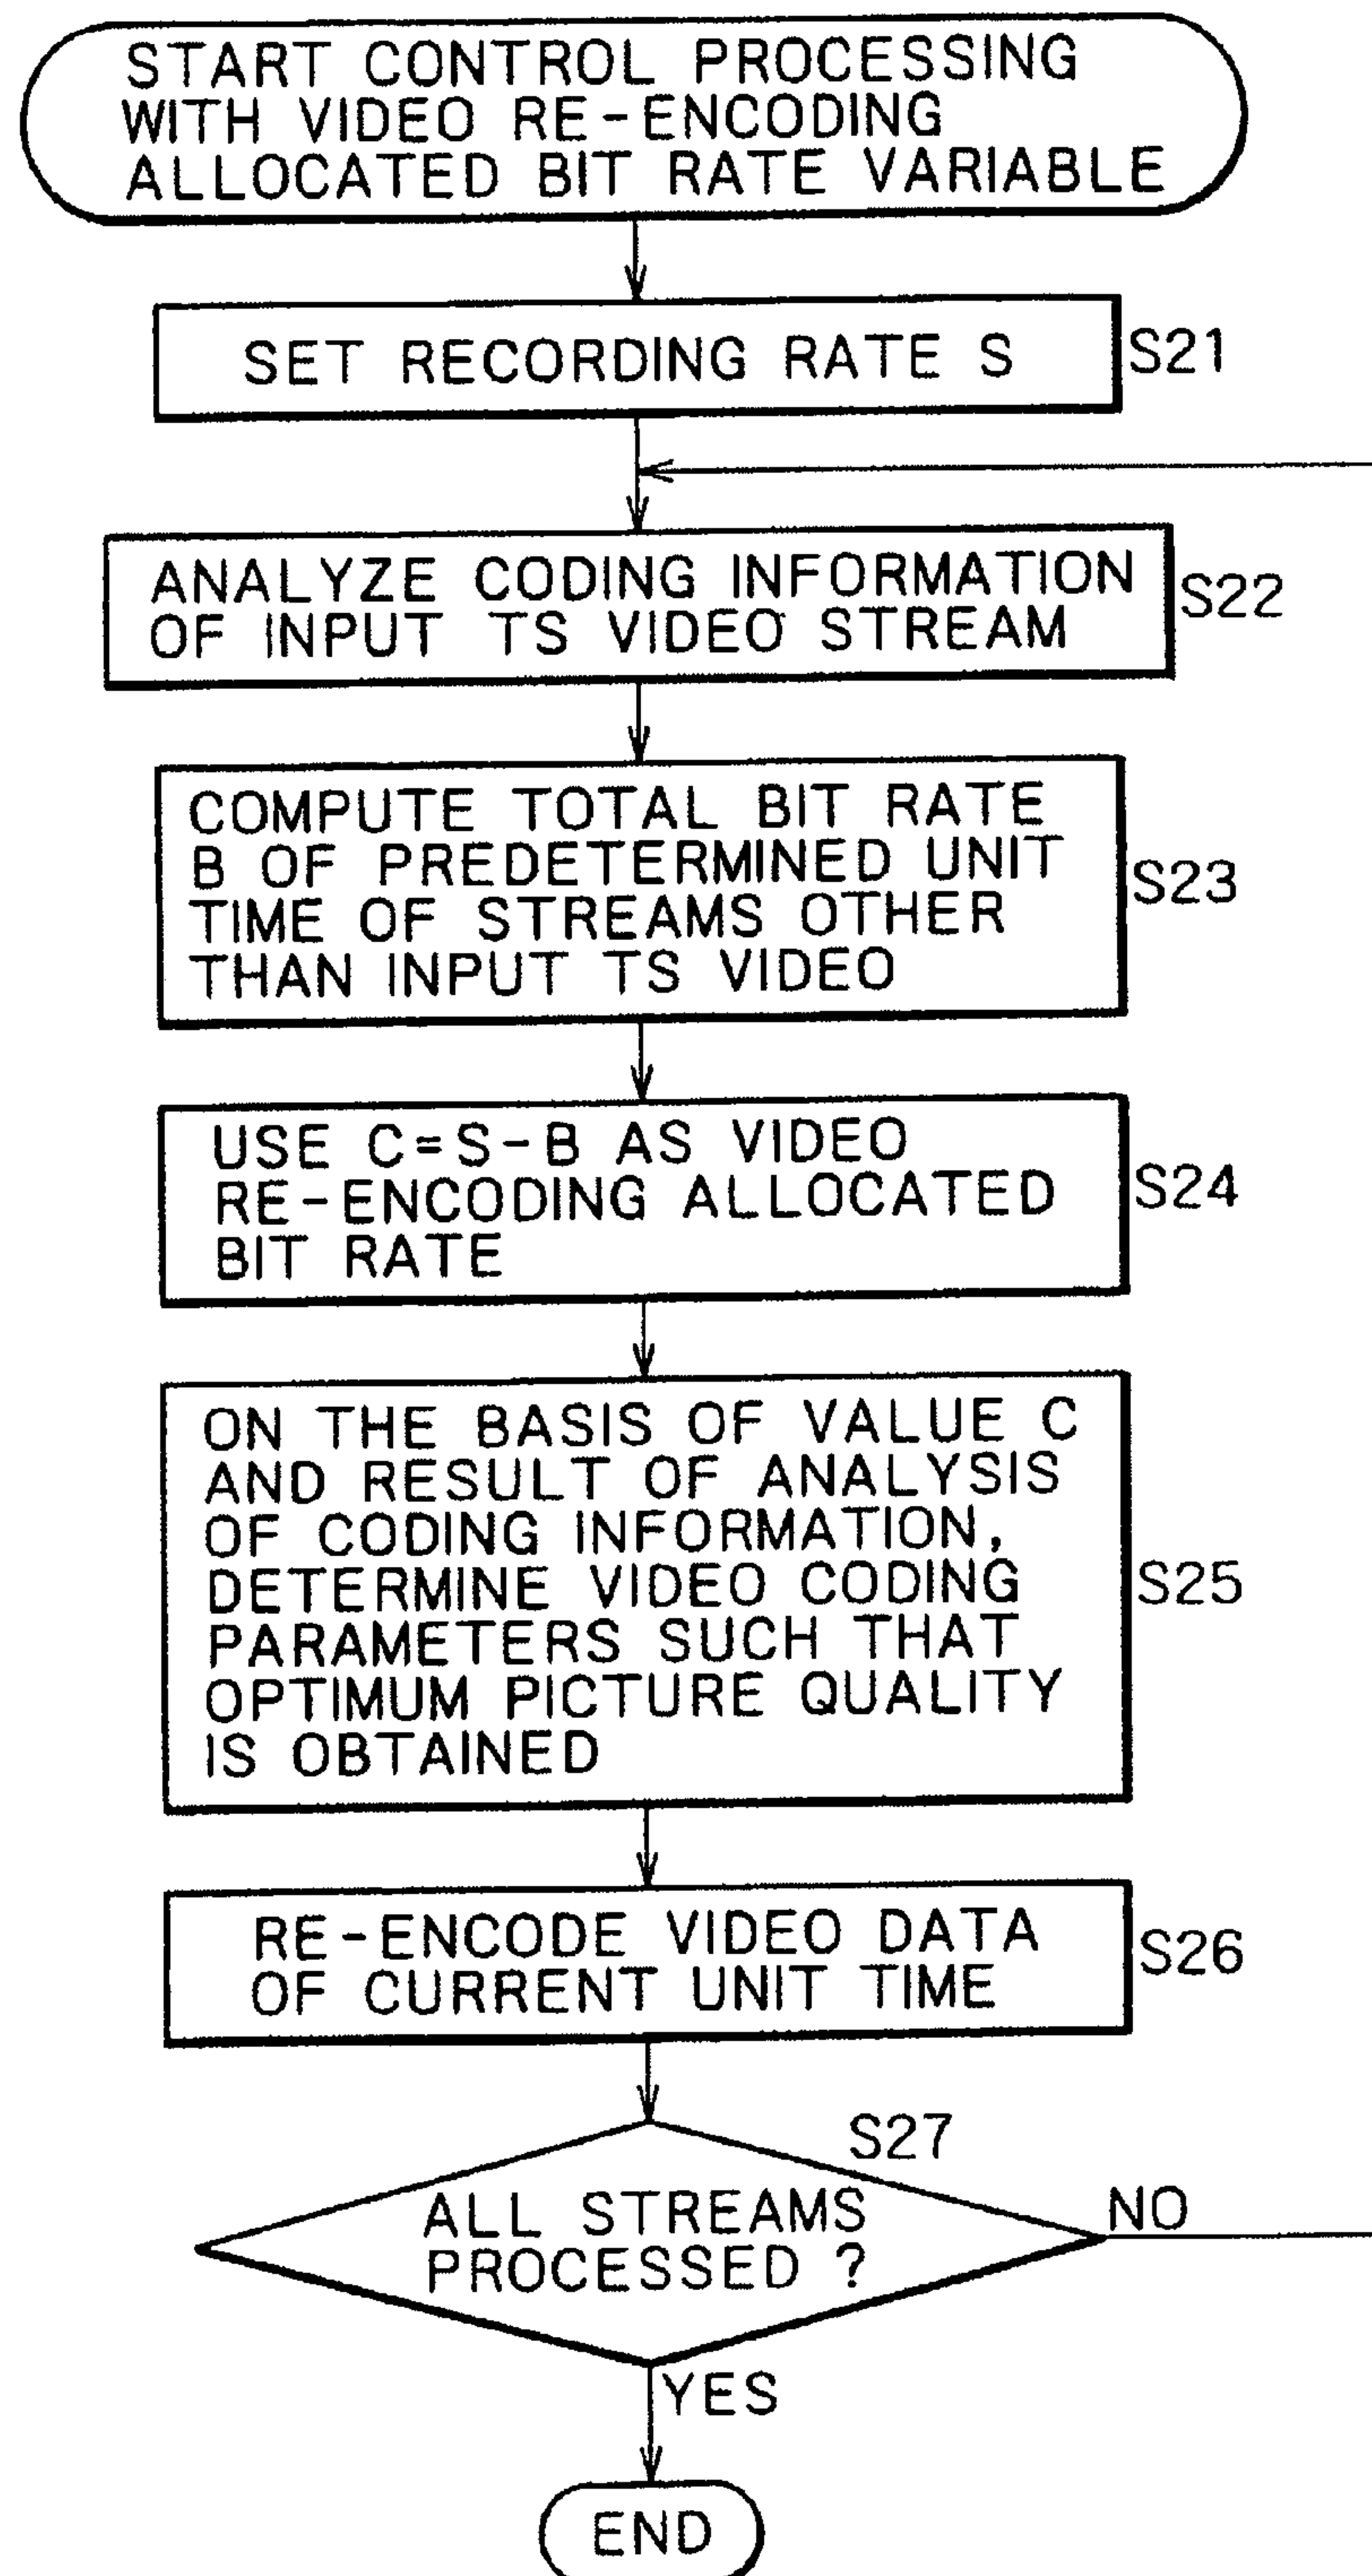 START CONTROL PROCESSING
WITH VIDEO RE-ENCODING
ALLOCATED BIT RATE VARIABLE
SET RECORDING RATE S
S21
ANALYZE CODING INFORMATION
OF INPUT TS VIDEO STREAM
S22
COMPUTE TOTAL BIT RATE
B OF PREDETERMINED UNIT
TIME OF STREAMS OTHER
THAN INPUT TS VIDEO
S23
USE C=S-B AS VIDEO
RE-ENCODING ALLOCATED
BIT RATE
S24
ON THE BASIS OF VALUE C
AND RESULT OF ANALYSIS
OF CODING INFORMATION,
DETERMINE VIDEO CODING
PARAMETERS SUCH THAT
OPTIMUM PICTURE QUALITY
IS OBTAINED
S25
RE-ENCODE VIDEO DATA
OF CURRENT UNIT TIME
S26
S27
ALL STREAMS
PROCESSED ?
NO
YES
END